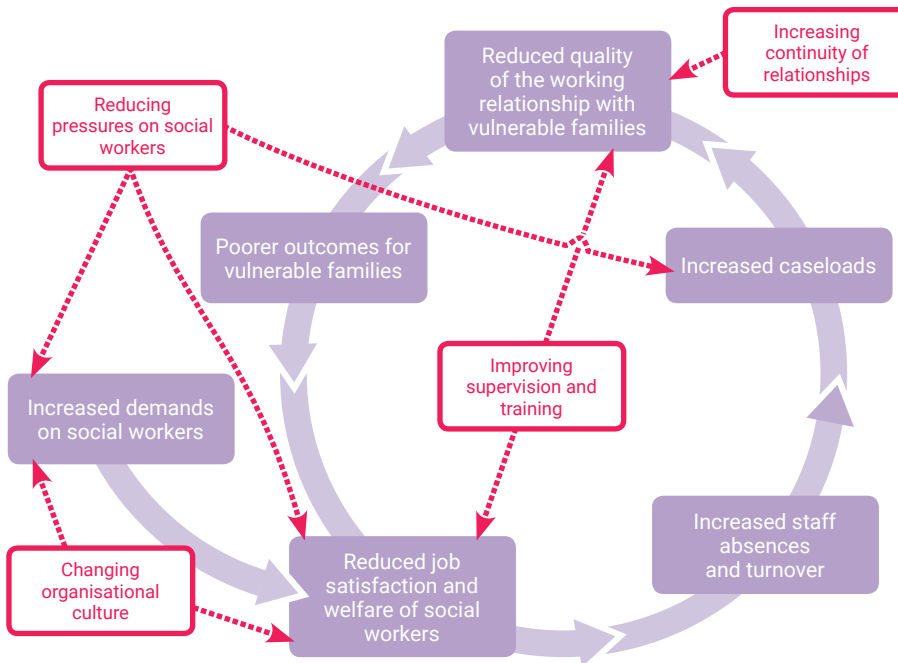 Increasing
continuity of
relationships
Reduced quality
of the working
relationship with
vulnerable families
Reducing
pressures on social
workers
Poorer outcomes for
vulnerable families
Increased caseloads
Improving
supervision and
training
Increased demands
on social workers
Increased staff
absences
and turnover
Changing
organisational
culture
Reduced job
satisfaction and
welfare of social
workers